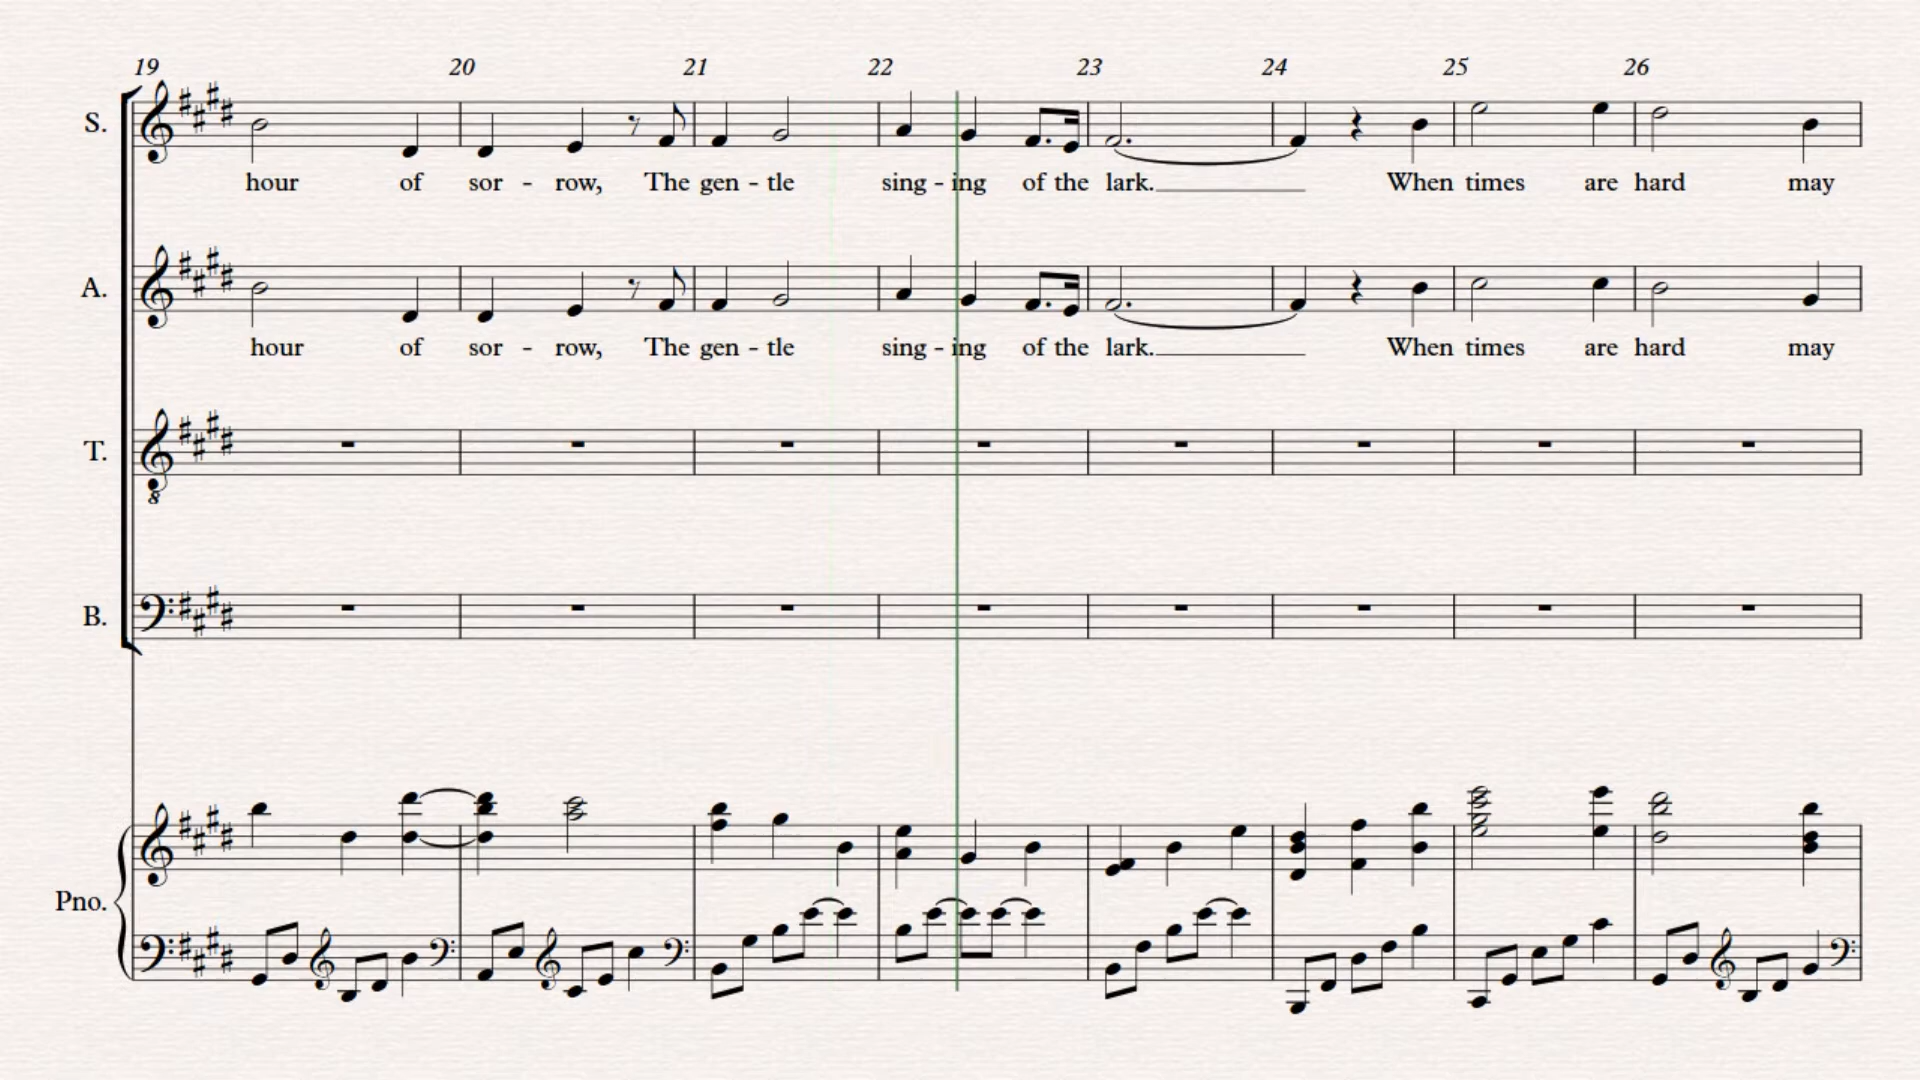 19 20 21 22 23 24 25 26
S.
hour of sor - row, The gen - tle sing - ing of the lark. When times are hard may
A.
hour of sor - row, The gen - tle sing - ing of the lark. When times are hard may
T.
8
B.
Pno.